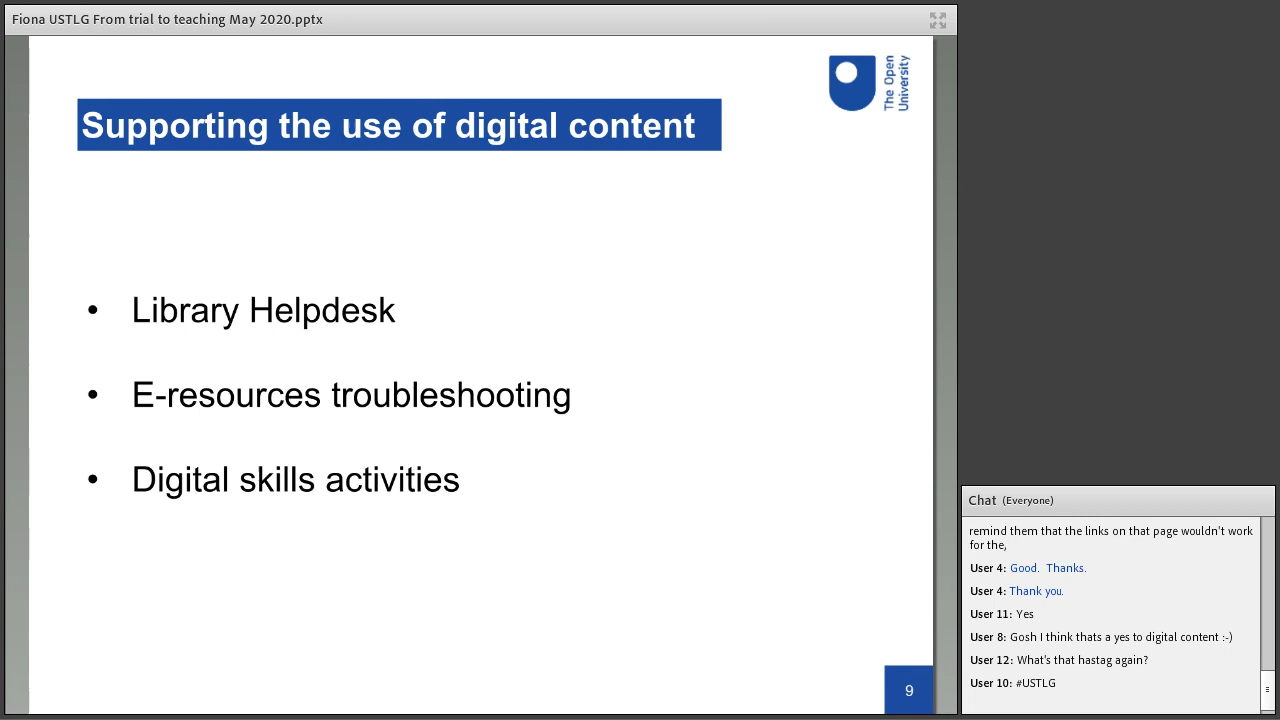 Fiona USTLG From trial to teaching May 2020.pptx
The Open
University
Supporting the use of digital content
• Library Helpdesk
• E-resources troubleshooting
• Digital skills activities
9
Chat (Everyone)
remind them that the links on that page wouldn't work
for the,
User 4: Good. Thanks.
User 4: Thank you.
User 11: Yes
User 8: Gosh I think thats a yes to digital content :-)
User 12: What's that hastag again?
User 10: #USTLG